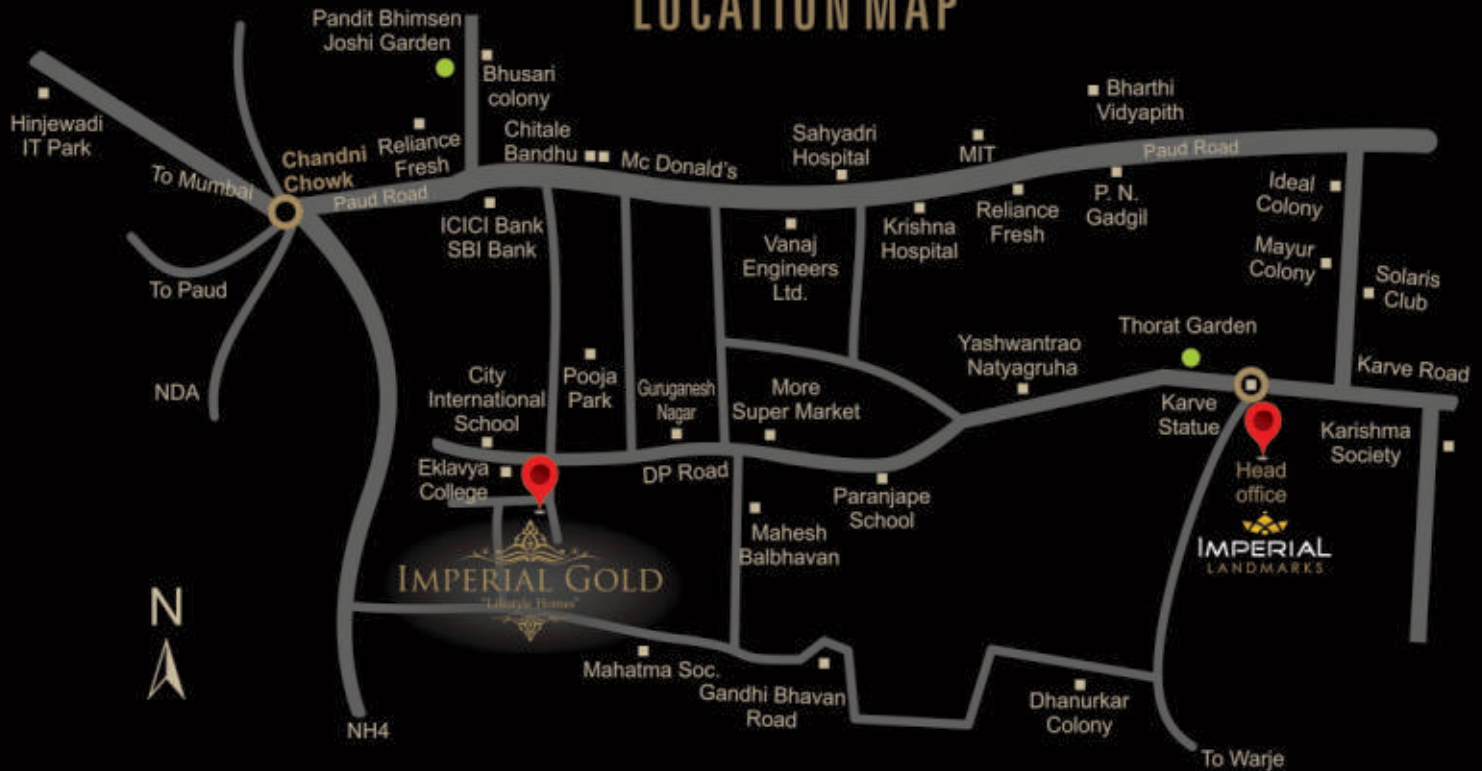 LOCATION MAP
Pandit Bhimsen
Joshi Garden
Bhusari
colony
Hinjewadi
IT Park
Chandni
Chowk
Reliance
Fresh
Chitale
Bandhu
Mc Donald's
Sahyadri
Hospital
MIT
Bharthi
Vidyapith
Paud Road
To Mumbai
Paud Road
ICICI Bank
SBI Bank
Vanaj
Engineers
Ltd.
Krishna
Hospital
Reliance
Fresh
P. N.
Gadgil
Ideal
Colony
Mayur
Colony
Solaris
Club
To Paud
NDA
City
International
School
Pooja
Park
Guruganesh
Nagar
More
Super Market
Yashwantrao
Natyagruha
Thorat Garden
Karve Road
Karve
Statue
Karishma
Society
Eklavya
College
DP Road
Paranjape
School
Head
office
IMPERIAL
LANDMARKS
Mahesh
Balbhavan
IMPERIAL GOLD
"Lifestyle Homes"
N
Mahatma Soc.
Gandhi Bhavan
Road
Dhanurkar
Colony
NH4
To Warje